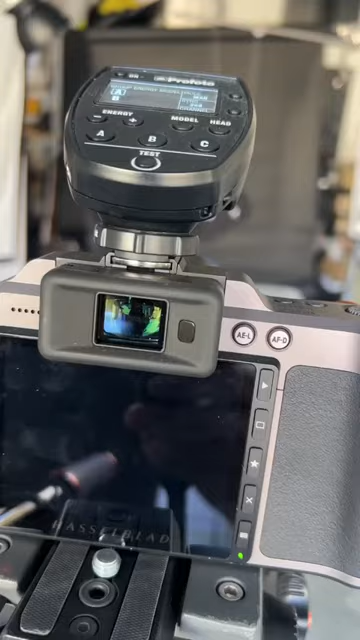 Profoto
A
B
ENERGY
- +
MODEL
HEAD
A
B
C
TEST
AE-L
AF-D
HASSELBLAD